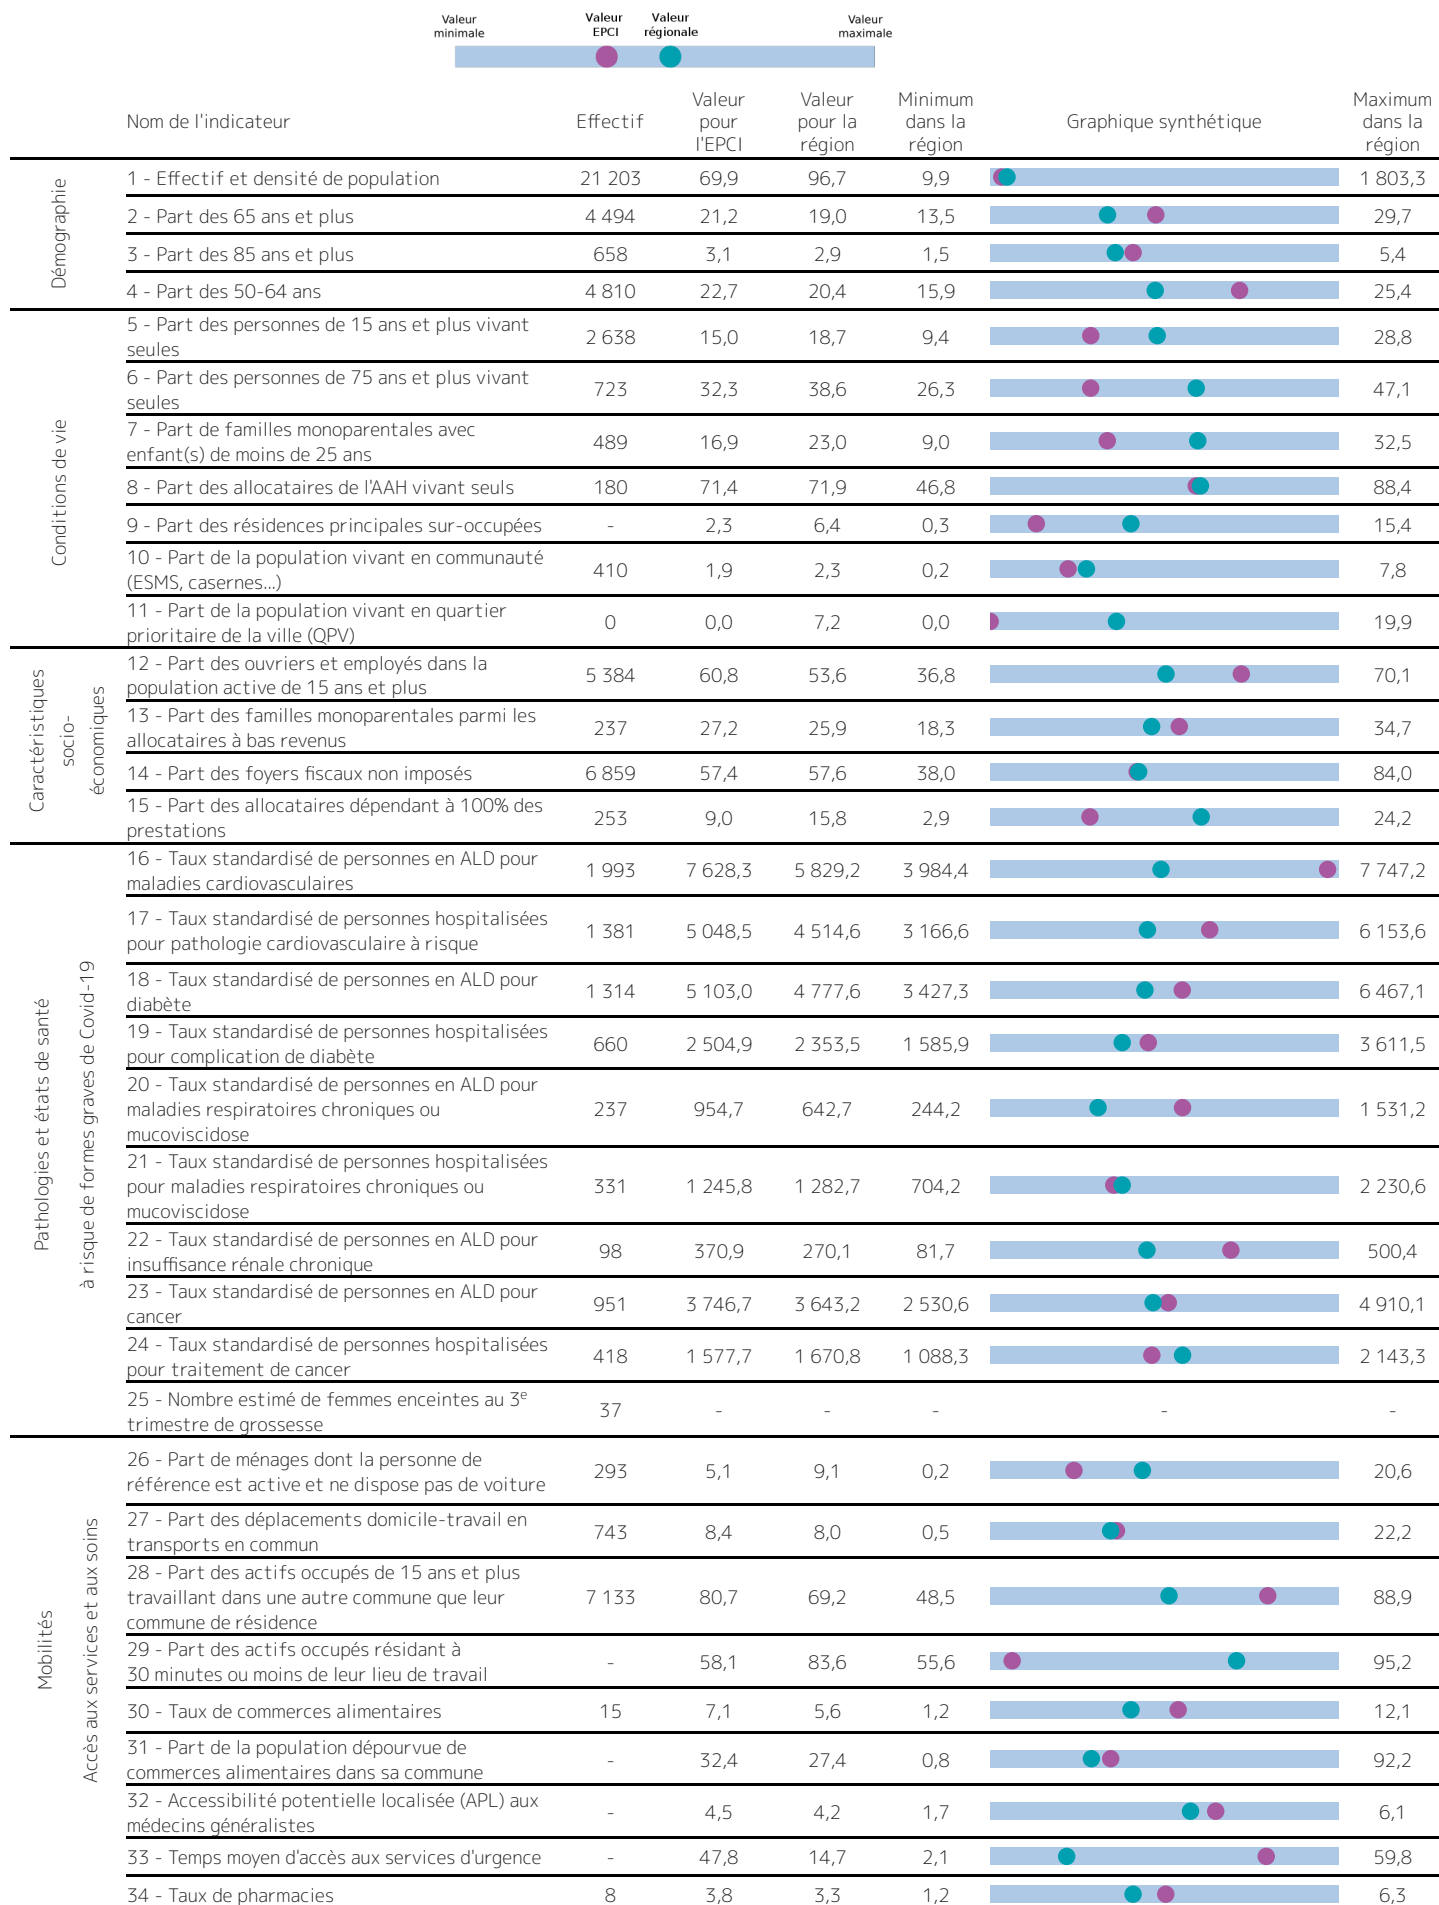 Valeur minimale
Valeur EPCI
Valeur régionale
Valeur maximale
Nom de l'indicateur
Effectif
Valeur pour l'EPCI
Valeur pour la région
Minimum dans la région
Graphique synthétique
Maximum dans la région
Démographie
1 - Effectif et densité de population 21 203 69,9 96,7 9,9 1 803,3
2 - Part des 65 ans et plus 4 494 21,2 19,0 13,5 29,7
3 - Part des 85 ans et plus 658 3,1 2,9 1,5 5,4
4 - Part des 50-64 ans 4 810 22,7 20,4 15,9 25,4
Conditions de vie
5 - Part des personnes de 15 ans et plus vivant
seules 2 638 15,0 18,7 9,4 28,8
6 - Part des personnes de 75 ans et plus vivant
seules 723 32,3 38,6 26,3 47,1
7 - Part de familles monoparentales avec
enfant(s) de moins de 25 ans 489 16,9 23,0 9,0 32,5
8 - Part des allocataires de l'AAH vivant seuls 180 71,4 71,9 46,8 88,4
9 - Part des résidences principales sur-occupées - 2,3 6,4 0,3 15,4
10 - Part de la population vivant en communauté
(ESMS, casernes...) 410 1,9 2,3 0,2 7,8
11 - Part de la population vivant en quartier
prioritaire de la ville (QPV) 0 0,0 7,2 0,0 19,9
Caractéristiques
socio-
économiques
12 - Part des ouvriers et employés dans la
population active de 15 ans et plus 5 384 60,8 53,6 36,8 70,1
13 - Part des familles monoparentales parmi les
allocataires à bas revenus 237 27,2 25,9 18,3 34,7
14 - Part des foyers fiscaux non imposés 6 859 57,4 57,6 38,0 84,0
15 - Part des allocataires dépendant à 100% des
prestations 253 9,0 15,8 2,9 24,2
Pathologies et états de santé
à risque de formes graves de Covid-19
16 - Taux standardisé de personnes en ALD pour
maladies cardiovasculaires 1 993 7 628,3 5 829,2 3 984,4 7 747,2
17 - Taux standardisé de personnes hospitalisées
pour pathologie cardiovasculaire à risque 1 381 5 048,5 4 514,6 3 166,6 6 153,6
18 - Taux standardisé de personnes en ALD pour
diabète 1 314 5 103,0 4 777,6 3 427,3 6 467,1
19 - Taux standardisé de personnes hospitalisées
pour complication de diabète 660 2 504,9 2 353,5 1 585,9 3 611,5
20 - Taux standardisé de personnes en ALD pour
maladies respiratoires chroniques ou
mucoviscidose 237 954,7 642,7 244,2 1 531,2
21 - Taux standardisé de personnes hospitalisées
pour maladies respiratoires chroniques ou
mucoviscidose 331 1 245,8 1 282,7 704,2 2 230,6
22 - Taux standardisé de personnes en ALD pour
insuffisance rénale chronique 98 370,9 270,1 81,7 500,4
23 - Taux standardisé de personnes en ALD pour
cancer 951 3 746,7 3 643,2 2 530,6 4 910,1
24 - Taux standardisé de personnes hospitalisées
pour traitement de cancer 418 1 577,7 1 670,8 1 088,3 2 143,3
25 - Nombre estimé de femmes enceintes au 3e
trimestre de grossesse 37 - - - - -
Mobilités
Accès aux services et aux soins
26 - Part de ménages dont la personne de
référence est active et ne dispose pas de voiture 293 5,1 9,1 0,2 20,6
27 - Part des déplacements domicile-travail en
transports en commun 743 8,4 8,0 0,5 22,2
28 - Part des actifs occupés de 15 ans et plus
travaillant dans une autre commune que leur
commune de résidence 7 133 80,7 69,2 48,5 88,9
29 - Part des actifs occupés résidant à
30 minutes ou moins de leur lieu de travail - 58,1 83,6 55,6 95,2
30 - Taux de commerces alimentaires 15 7,1 5,6 1,2 12,1
31 - Part de la population dépourvue de
commerces alimentaires dans sa commune - 32,4 27,4 0,8 92,2
32 - Accessibilité potentielle localisée (APL) aux
médecins généralistes - 4,5 4,2 1,7 6,1
33 - Temps moyen d'accès aux services d'urgence - 47,8 14,7 2,1 59,8
34 - Taux de pharmacies 8 3,8 3,3 1,2 6,3